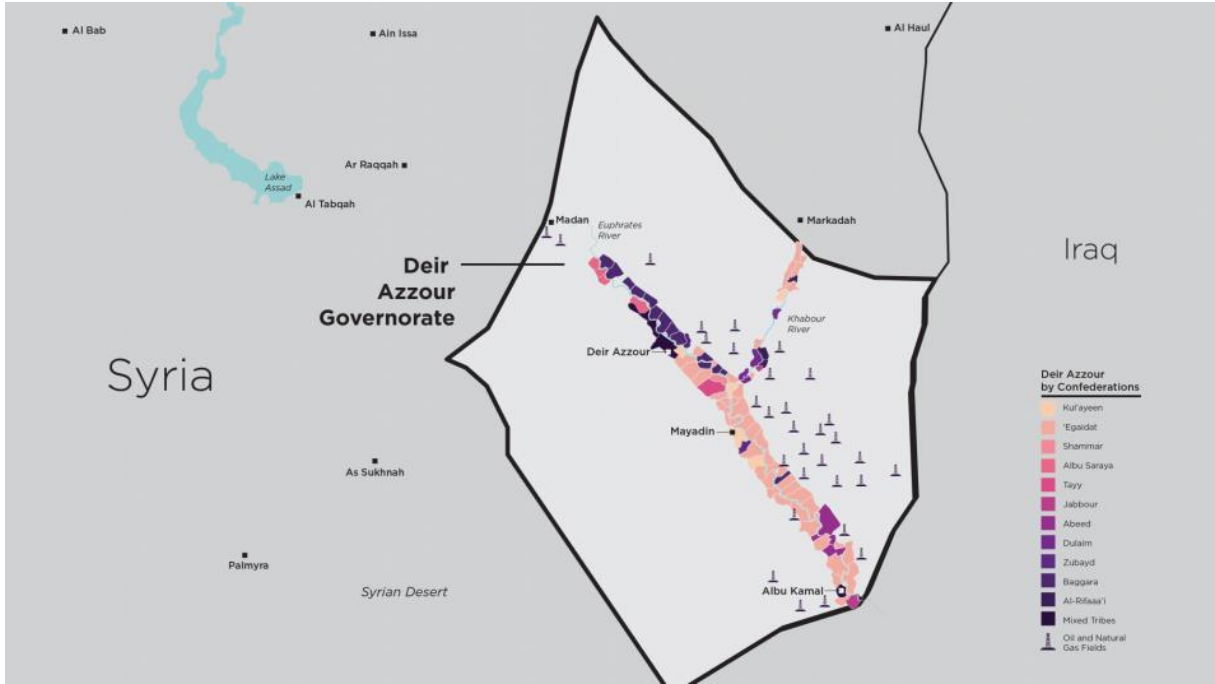 Al Bab
Ain Issa
Al Haul
Ar Raqqah
Lake
Assad
Al Tabqah
Madan
Euphrates
River
Markadah
Deir
Azzour
Governorate
Iraq
Khabour
River
Deir Azzour
Syria
Mayadin
As Sukhnah
Palmyra
Syrian Desert
Albu Kamal
Deir Azzour
by Confederations
Kul'ayeen
'Egaidat
Shammar
Albu Saraya
Tayy
Jabbour
Abeed
Dulaim
Zubayd
Baggara
Al-Rifaaa'i
Mixed Tribes
Oil and Natural
Gas Fields